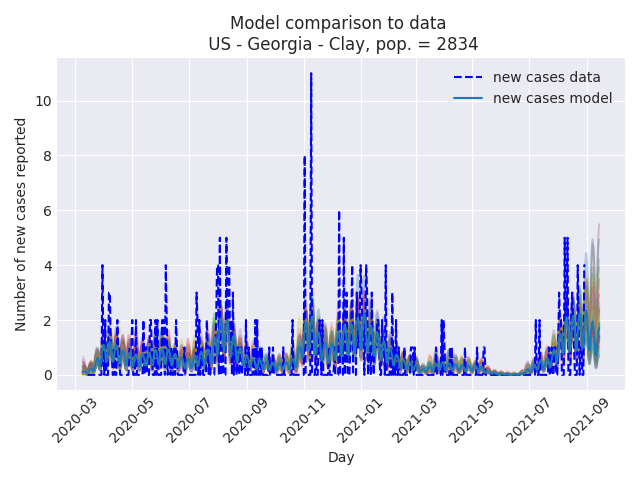 Model comparison to data
US - Georgia - Clay, pop. = 2834
new cases data
new cases model
Number of new cases reported
10
8
6
4
2
0
2020-03
2020-05
2020-07
2020-09
2020-11
2021-01
2021-03
2021-05
2021-07
2021-09
Day